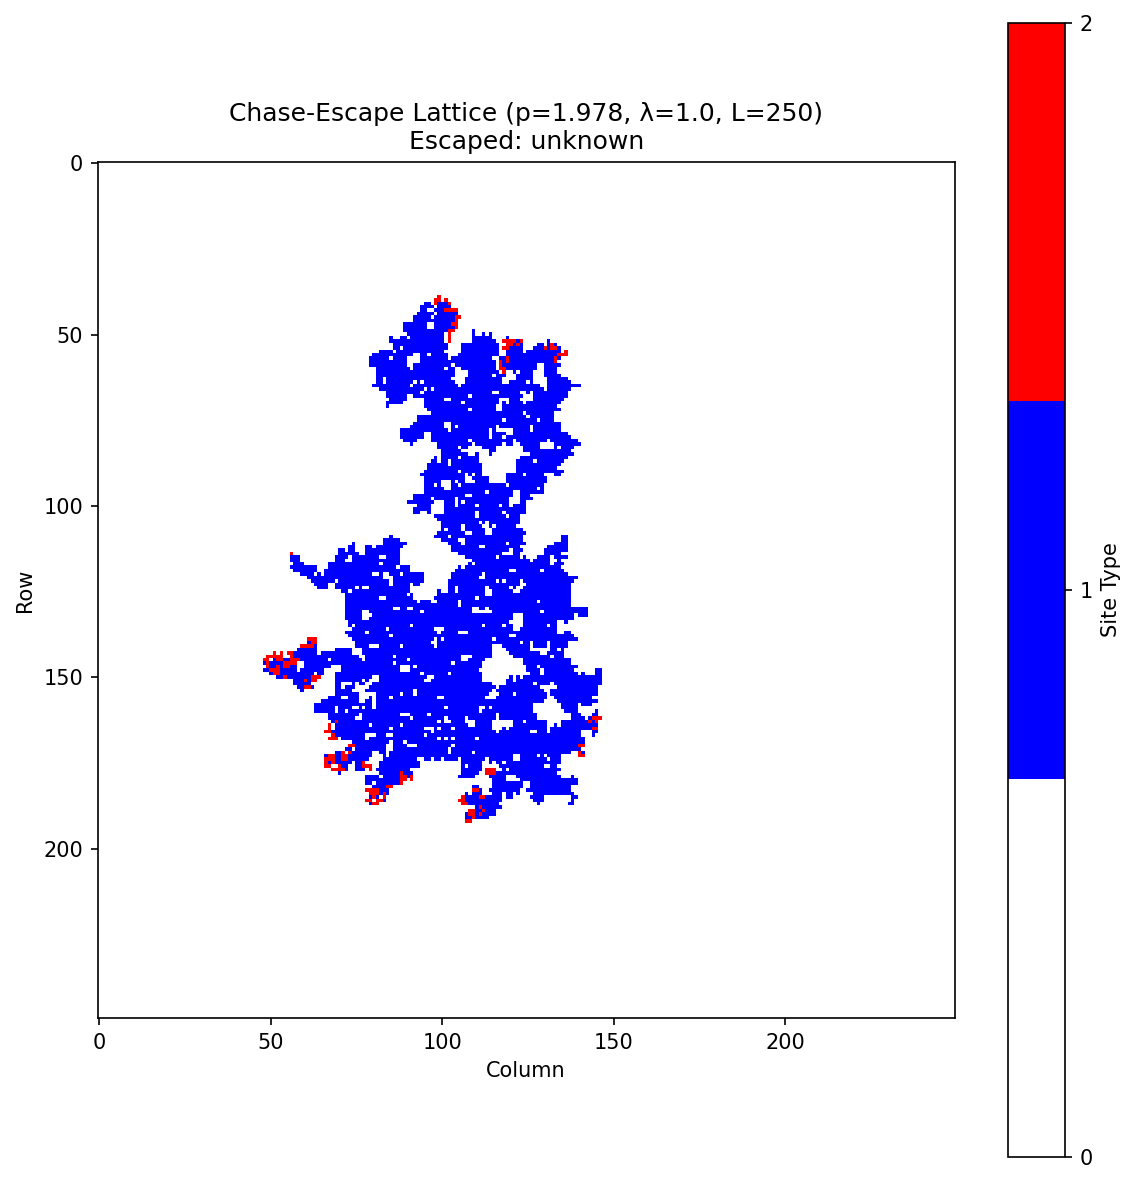 Chase-Escape Lattice (p=1.978, λ=1.0, L=250)
Escaped: unknown
0
50
100
150
200
Row
0
50
100
150
200
Column
2
1
0
Site Type